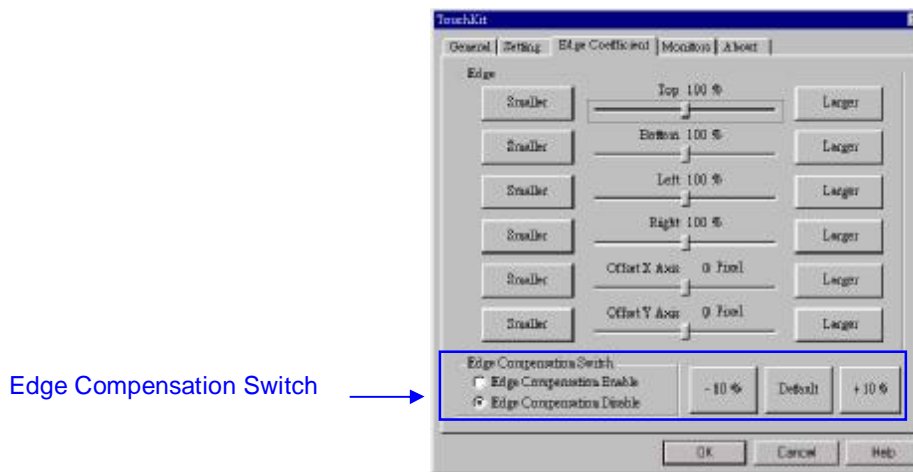 TouchKit
General Setting Edge Coefficient Monitors About
Edge
Top 100 %
Smaller Larger
Bottom 100 %
Smaller Larger
Left 100 %
Smaller Larger
Right 100 %
Smaller Larger
Offset X Axis 0 Pixel
Smaller Larger
Offset Y Axis 0 Pixel
Smaller Larger
Edge Compensation Switch
Edge Compensation Switch
Edge Compensation Enable
Edge Compensation Disable
-10 % Default +10 %
OK Cancel Help